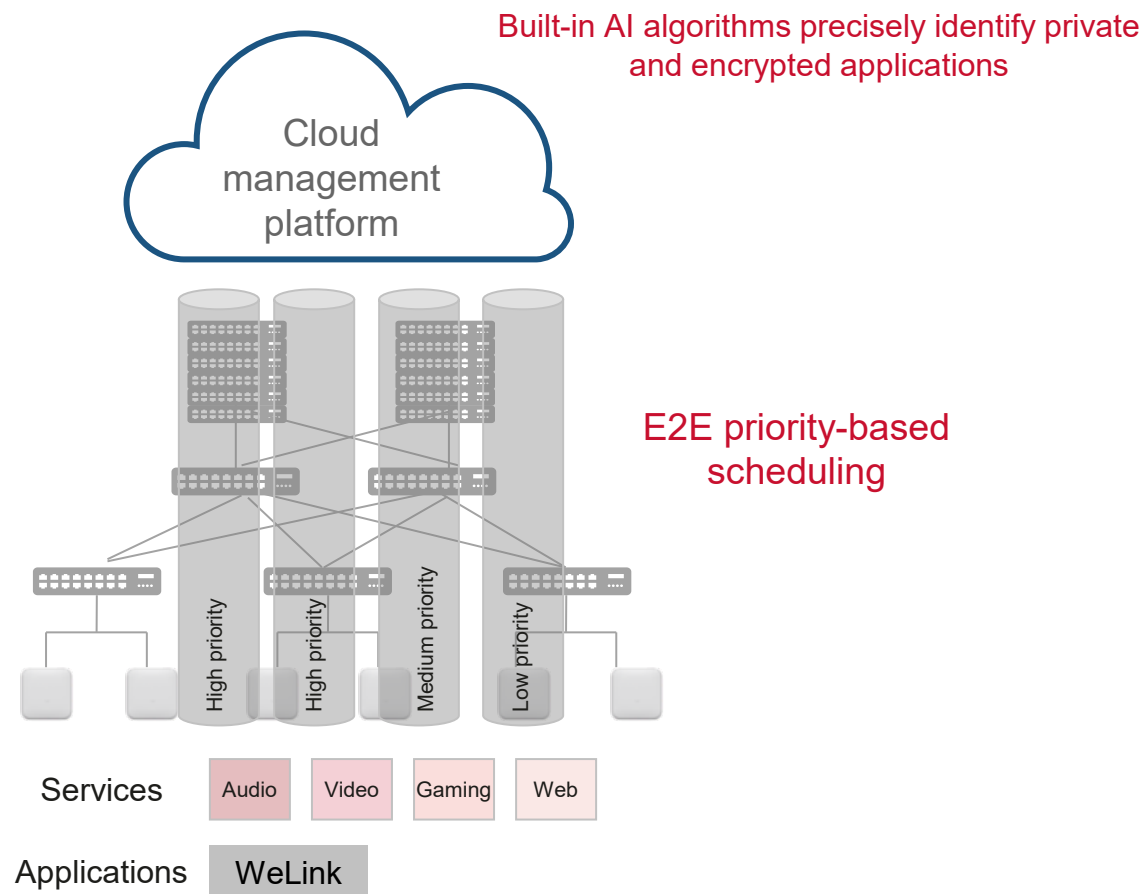 Built-in AI algorithms precisely identify private
and encrypted applications
Cloud
management
platform
E2E priority-based
scheduling
High priority
High priority
Medium priority
Low priority
Services
Audio
Video
Gaming
Web
Applications
WeLink